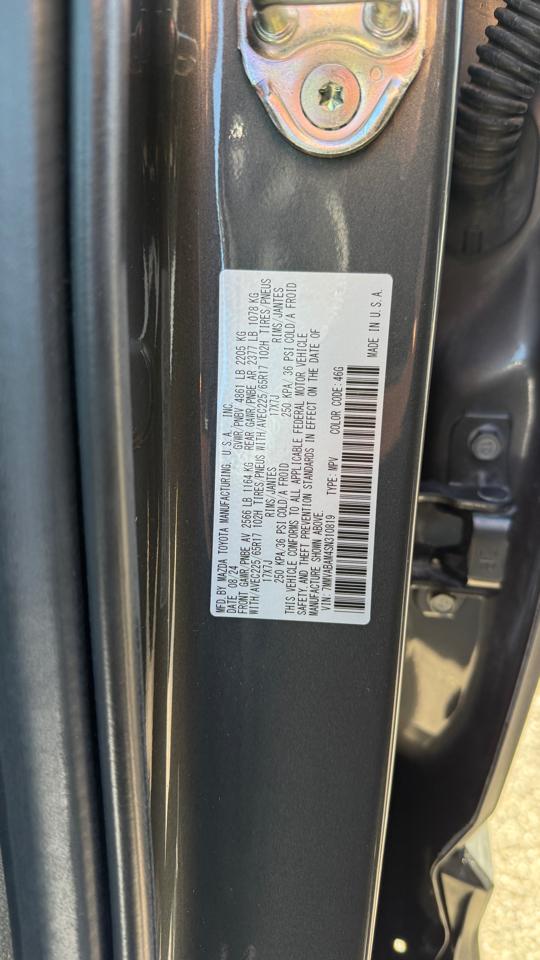 MFD BY MAZDA TOYOTA MANUFACTURING, U.S.A., INC.
DATE 08/24 GVWR/PNBV 4861 LB 2205 KG
FRONT GAWR/PNBE AV 2566 LB 1164 KG REAR GAWR/PNBE AR 2377 LB 1078 KG
WITH/AVEC225/65R17 102H TIRES/PNEUS WITH/AVEC225/65R17 102H TIRES/PNEUS
17X7J RIMS/JANTES 17X7J RIMS/JANTES
250 KPA/36 PSI COLD/A FROID 250 KPA/ 36 PSI COLD/A FROID
THIS VEHICLE CONFORMS TO ALL APPLICABLE FEDERAL MOTOR VEHICLE
SAFETY,AND THEFT PREVENTION STANDARDS IN EFFECT ON THE DATE OF
MANUFACTURE SHOWN ABOVE.
VIN: 7MMVABAM4SN310819 TYPE: MPV COLOR CODE:46G
MADE IN U.S.A.